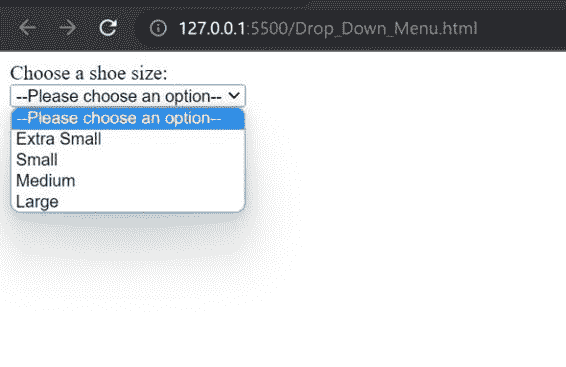 127.0.0.1:5500/Drop_Down_Menu.html
Choose a shoe size:
--Please choose an option--
--Please choose an option--
Extra Small
Small
Medium
Large